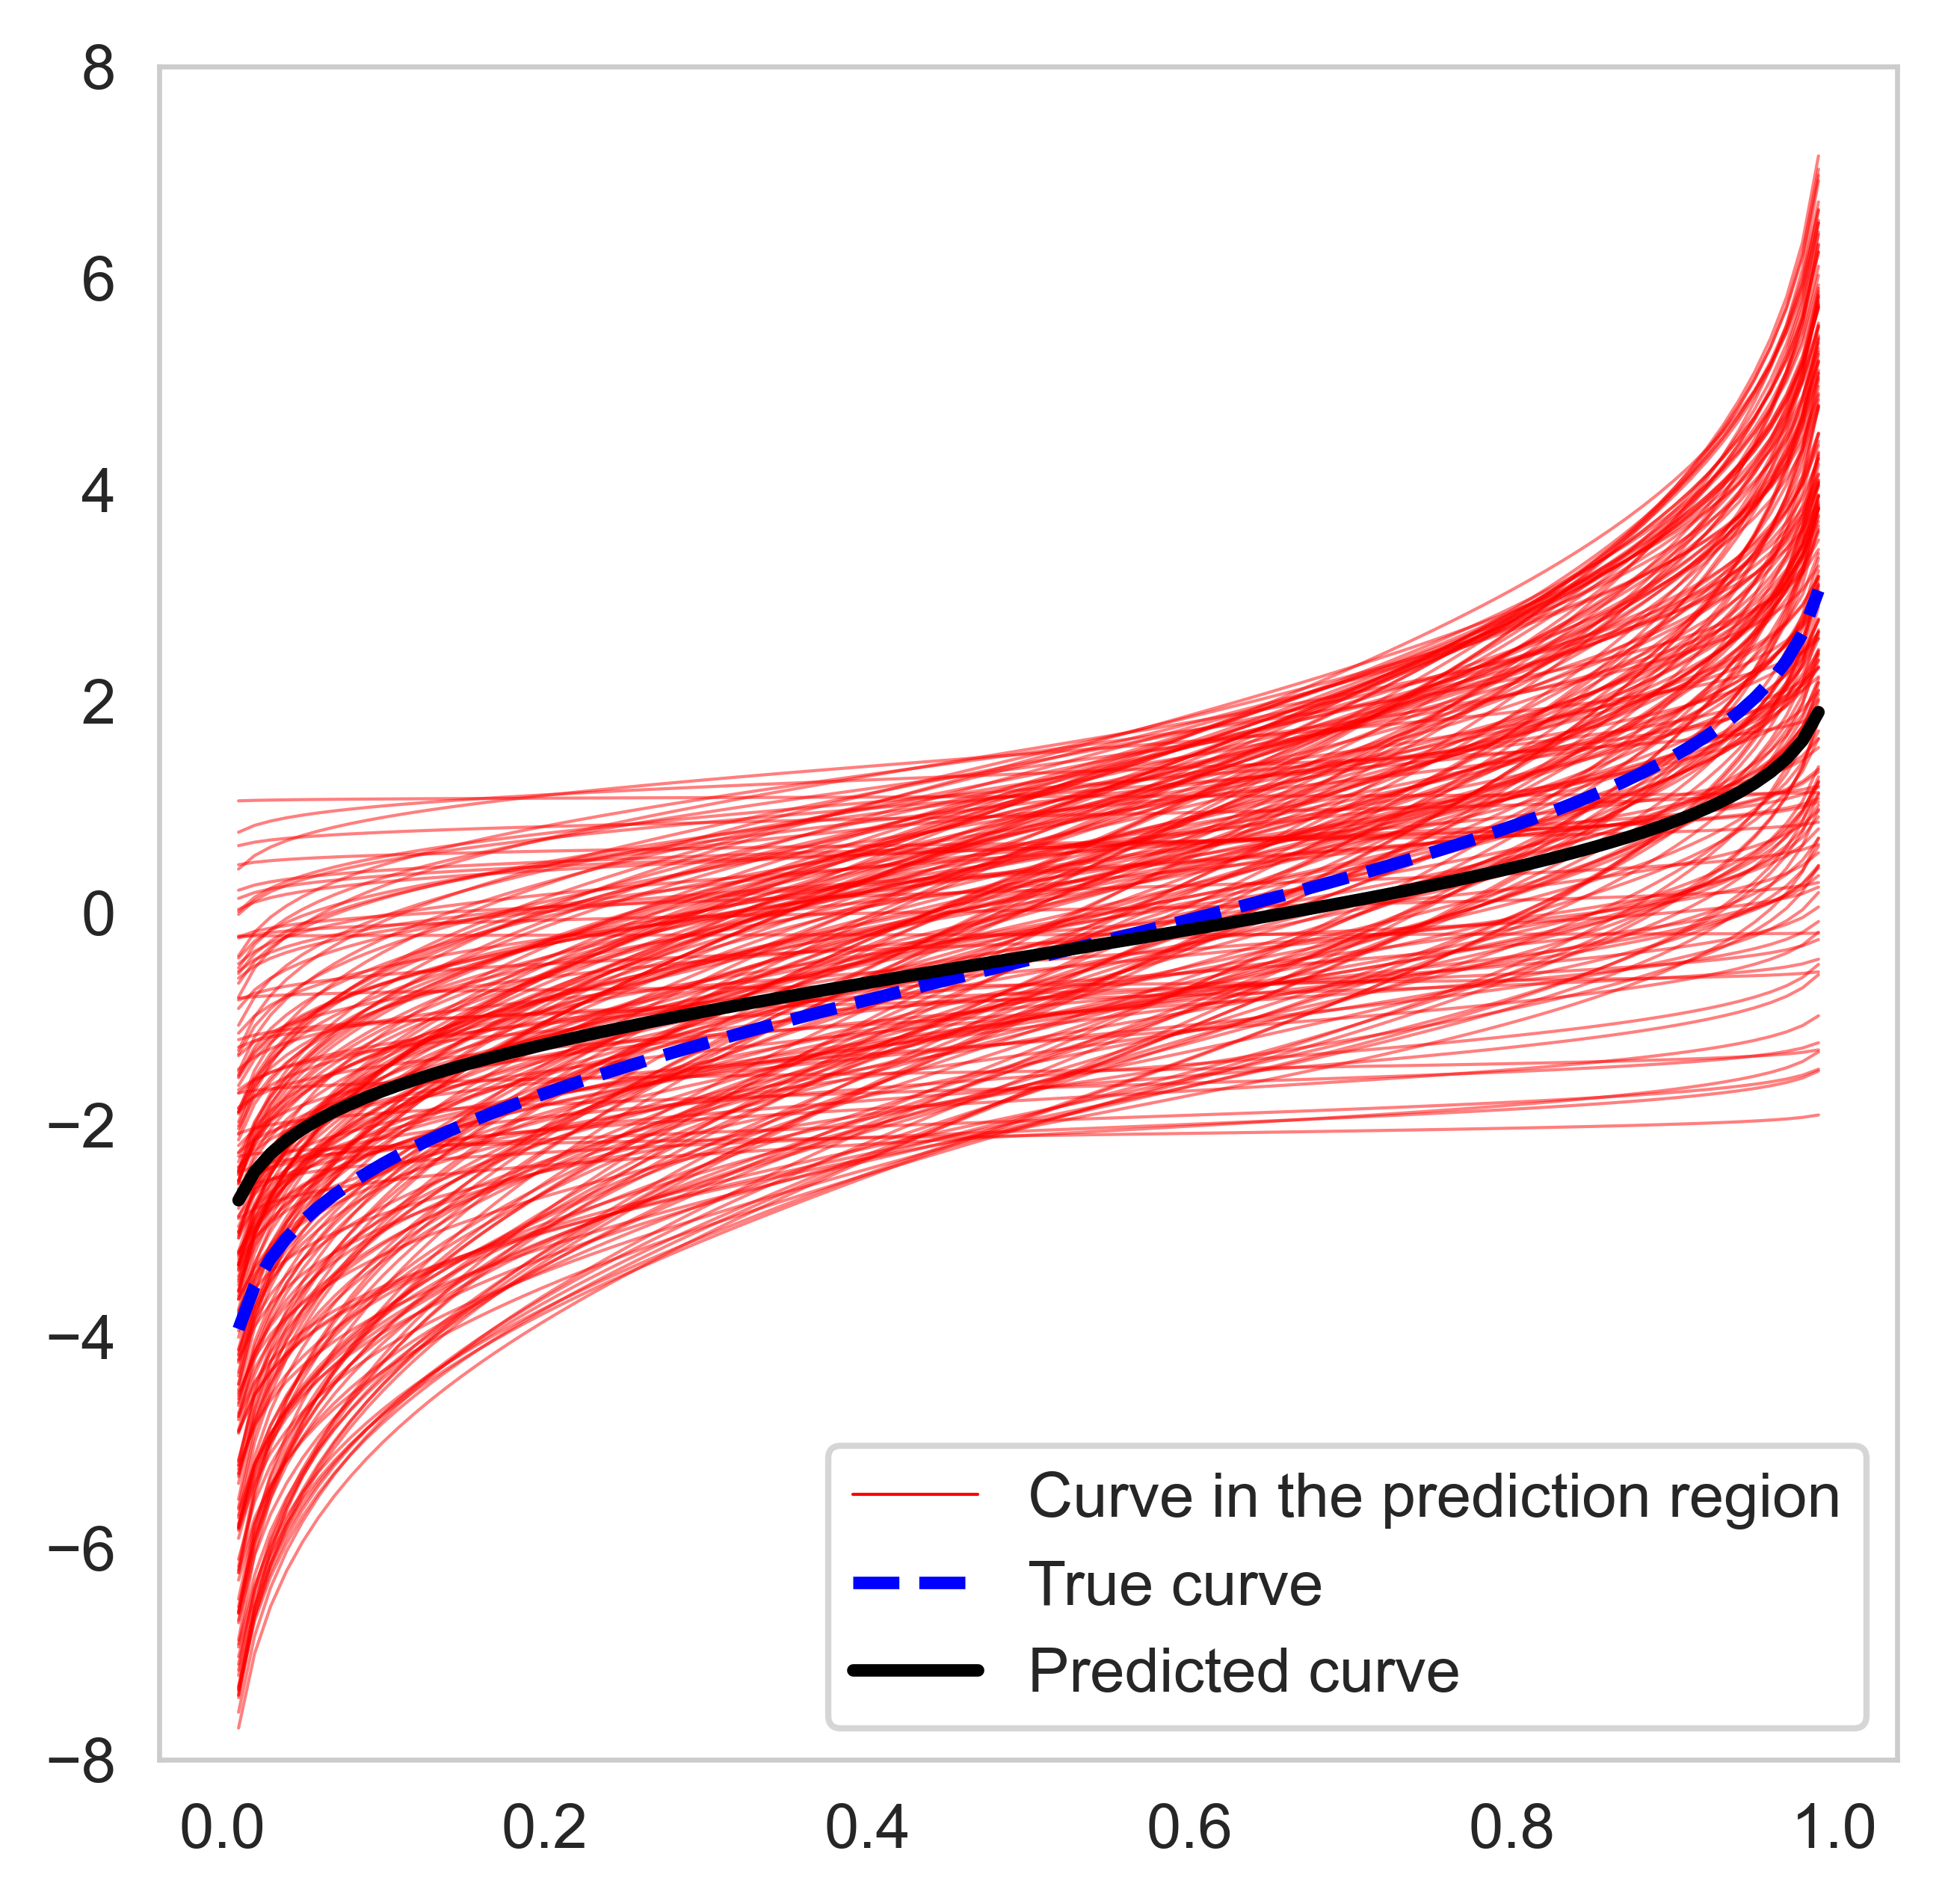 8
6
4
2
0
−2
−4
−6
−8
0.0 0.2 0.4 0.6 0.8 1.0
Curve in the prediction region
True curve
Predicted curve